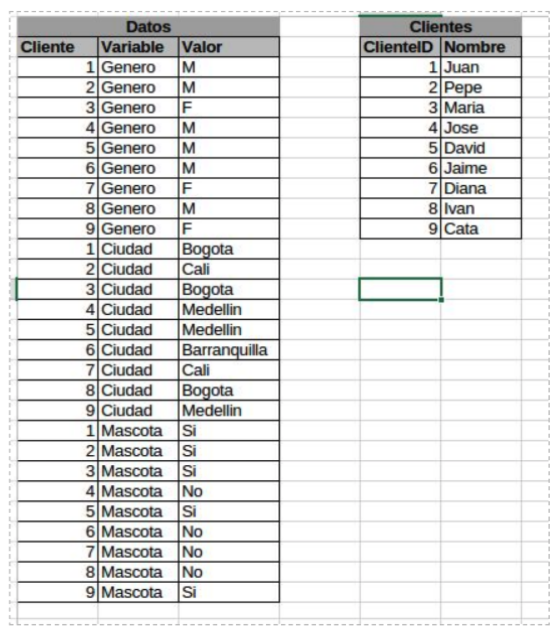 Datos Clientes
Cliente Variable Valor ClienteID Nombre
1 Genero M 1 Juan
2 Genero M 2 Pepe
3 Genero F 3 Maria
4 Genero M 4 Jose
5 Genero M 5 David
6 Genero M 6 Jaime
7 Genero F 7 Diana
8 Genero M 8 Ivan
9 Genero F 9 Cata
1 Ciudad Bogota
2 Ciudad Cali
3 Ciudad Bogota
4 Ciudad Medellin
5 Ciudad Medellin
6 Ciudad Barranquilla
7 Ciudad Cali
8 Ciudad Bogota
9 Ciudad Medellin
1 Mascota Si
2 Mascota Si
3 Mascota Si
4 Mascota No
5 Mascota Si
6 Mascota No
7 Mascota No
8 Mascota No
9 Mascota Si